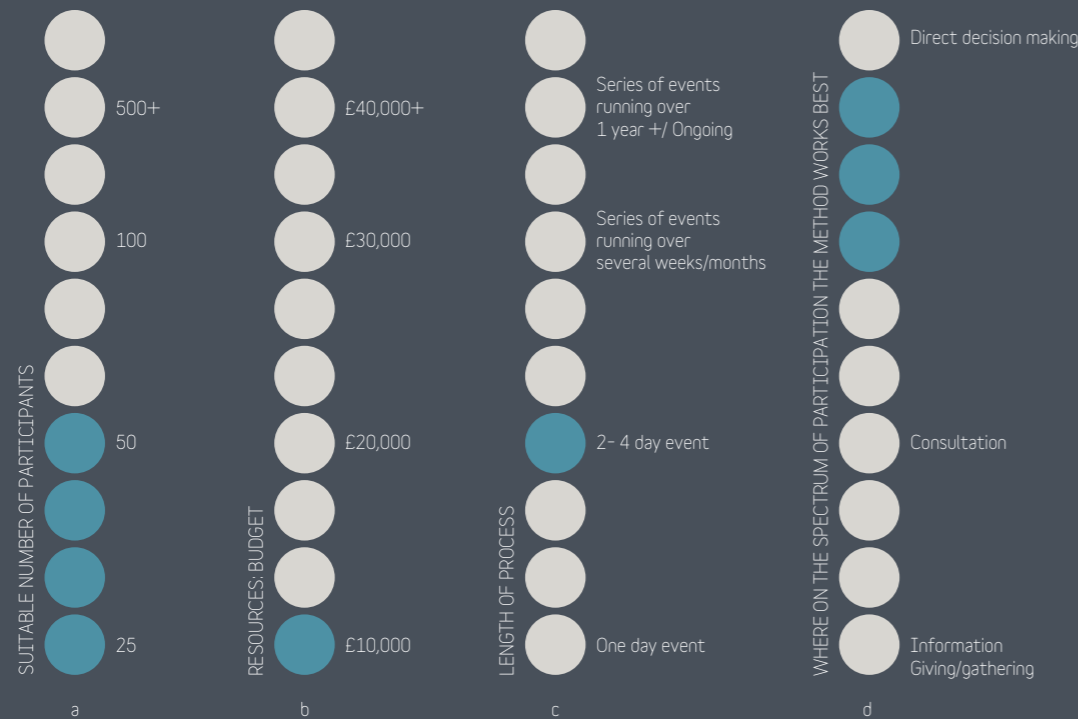 SUITABLE NUMBER OF PARTICIPANTS
500+
100
50
25
a
RESOURCES: BUDGET
£40,000+
£30,000
£20,000
£10,000
b
LENGTH OF PROCESS
Series of events
running over
1 year +/ Ongoing
Series of events
running over
several weeks/months
2- 4 day event
One day event
c
WHERE ON THE SPECTRUM OF PARTICIPATION THE METHOD WORKS BEST
Direct decision making
Consultation
Information
Giving/gathering
d